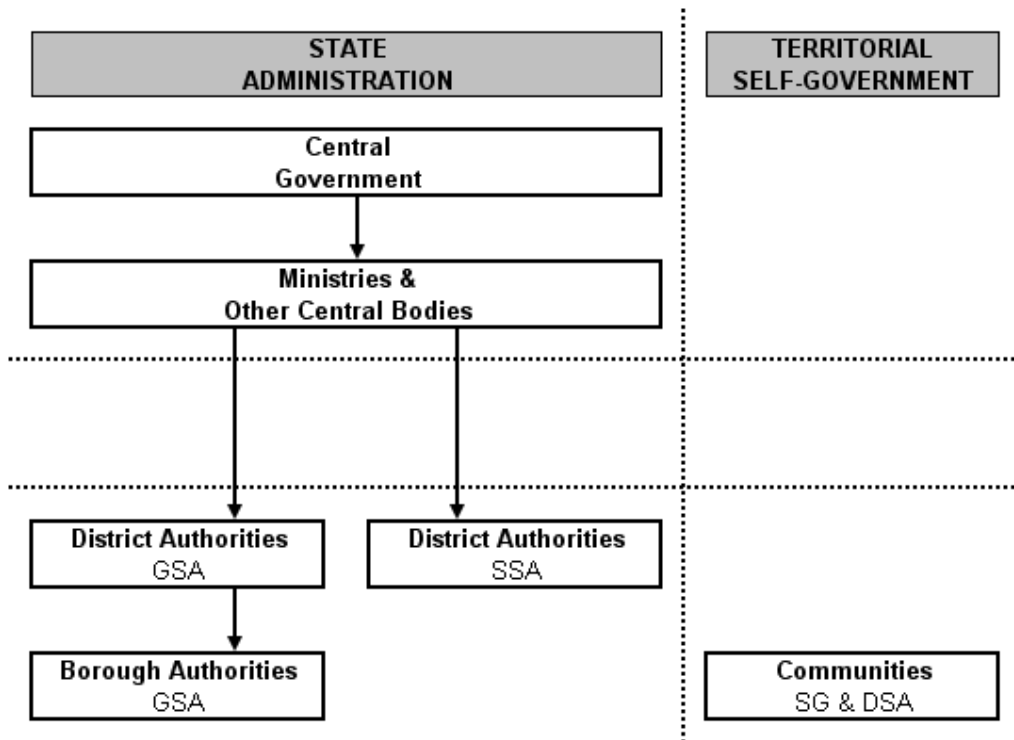 STATE
ADMINISTRATION
TERRITORIAL
SELF-GOVERNMENT
Central
Government
Ministries &
Other Central Bodies
District Authorities
GSA
District Authorities
SSA
Borough Authorities
GSA
Communities
SG & DSA